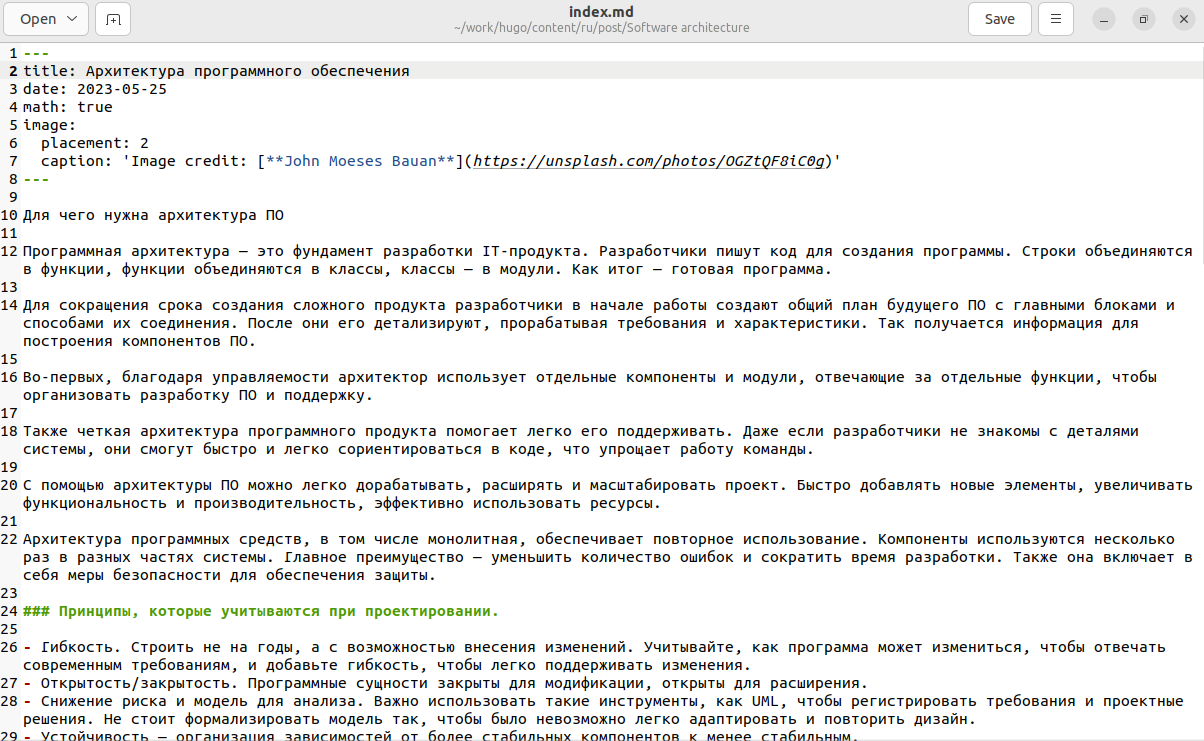 Open
index.md
~/work/hugo/content/ru/post/Software architecture
Save
1 ---
2 title: Архитектура программного обеспечения
3 date: 2023-05-25
4 math: true
5 image:
6   placement: 2
7   caption: 'Image credit: [**John Moeses Bauan**](https://unsplash.com/photos/OGZtQF8iC0g)'
8 ---
9
10 Для чего нужна архитектура ПО
11
12 Программная архитектура — это фундамент разработки IT-продукта. Разработчики пишут код для создания программы. Строки объединяются
в функции, функции объединяются в классы, классы — в модули. Как итог — готовая программа.
13
14 Для сокращения срока создания сложного продукта разработчики в начале работы создают общий план будущего ПО с главными блоками и
способами их соединения. После они его детализируют, прорабатывая требования и характеристики. Так получается информация для
построения компонентов ПО.
15
16 Во-первых, благодаря управляемости архитектор использует отдельные компоненты и модули, отвечающие за отдельные функции, чтобы
организовать разработку ПО и поддержку.
17
18 Также четкая архитектура программного продукта помогает легко его поддерживать. Даже если разработчики не знакомы с деталями
системы, они смогут быстро и легко сориентироваться в коде, что упрощает работу команды.
19
20 С помощью архитектуры ПО можно легко дорабатывать, расширять и масштабировать проект. Быстро добавлять новые элементы, увеличивать
функциональность и производительность, эффективно использовать ресурсы.
21
22 Архитектура программных средств, в том числе монолитная, обеспечивает повторное использование. Компоненты используются несколько
раз в разных частях системы. Главное преимущество — уменьшить количество ошибок и сократить время разработки. Также она включает в
себя меры безопасности для обеспечения защиты.
23
24 ### Принципы, которые учитываются при проектировании.
25
26 - Гибкость. Строить не на годы, а с возможностью внесения изменений. Учитывайте, как программа может измениться, чтобы отвечать
современным требованиям, и добавьте гибкость, чтобы легко поддерживать изменения.
27 - Открытость/закрытость. Программные сущности закрыты для модификации, открыты для расширения.
28 - Снижение риска и модель для анализа. Важно использовать такие инструменты, как UML, чтобы регистрировать требования и проектные
решения. Не стоит формализировать модель так, чтобы было невозможно легко адаптировать и повторить дизайн.
29 - Устойчивость — организация зависимостей от более стабильных компонентов к менее стабильным.